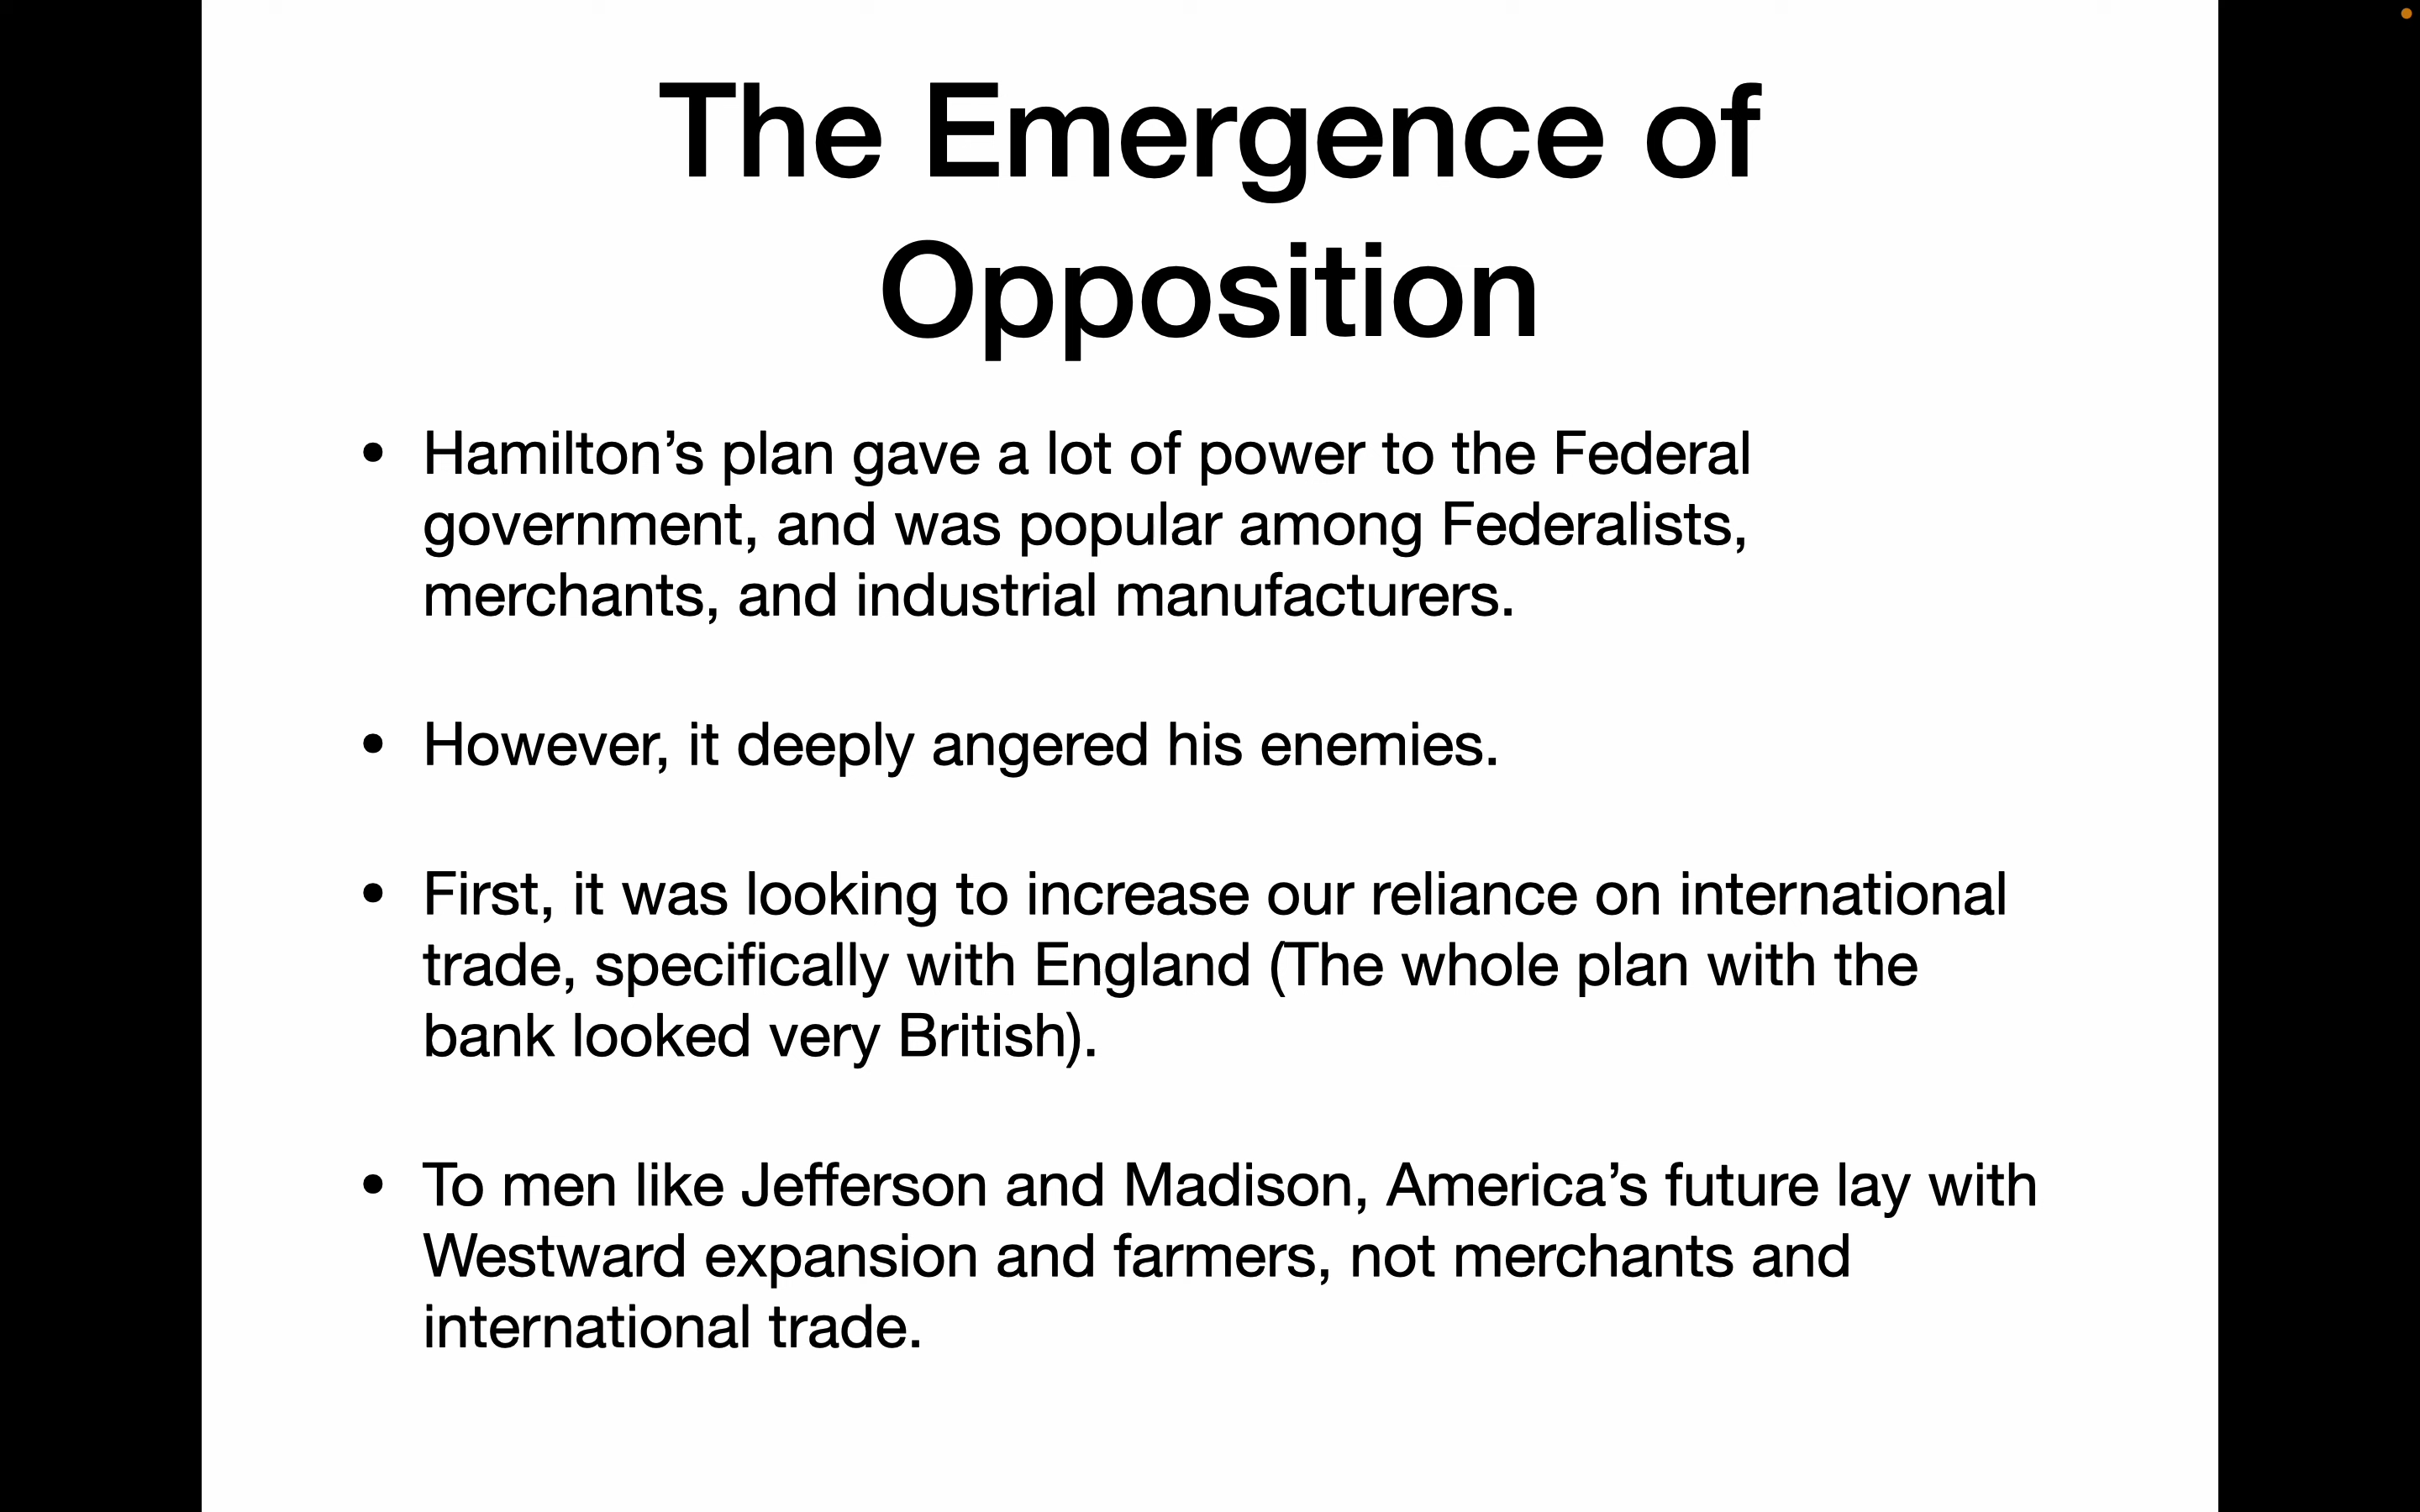 The Emergence of
Opposition
• Hamilton’s plan gave a lot of power to the Federal
government, and was popular among Federalists,
merchants, and industrial manufacturers.
• However, it deeply angered his enemies.
• First, it was looking to increase our reliance on international
trade, specifically with England (The whole plan with the
bank looked very British).
• To men like Jefferson and Madison, America’s future lay with
Westward expansion and farmers, not merchants and
international trade.